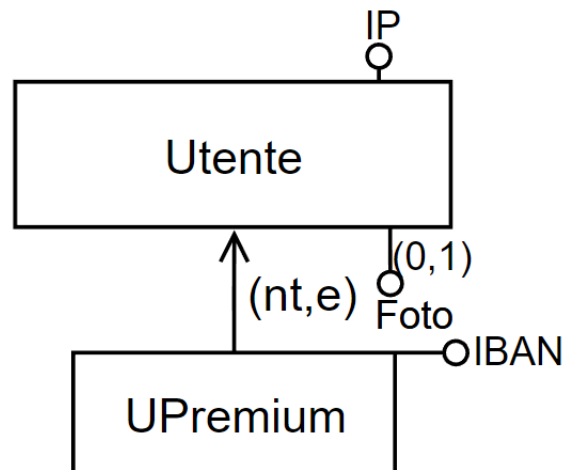 IP
Utente
(0,1)
(nt,e)
Foto
IBAN
UPremium